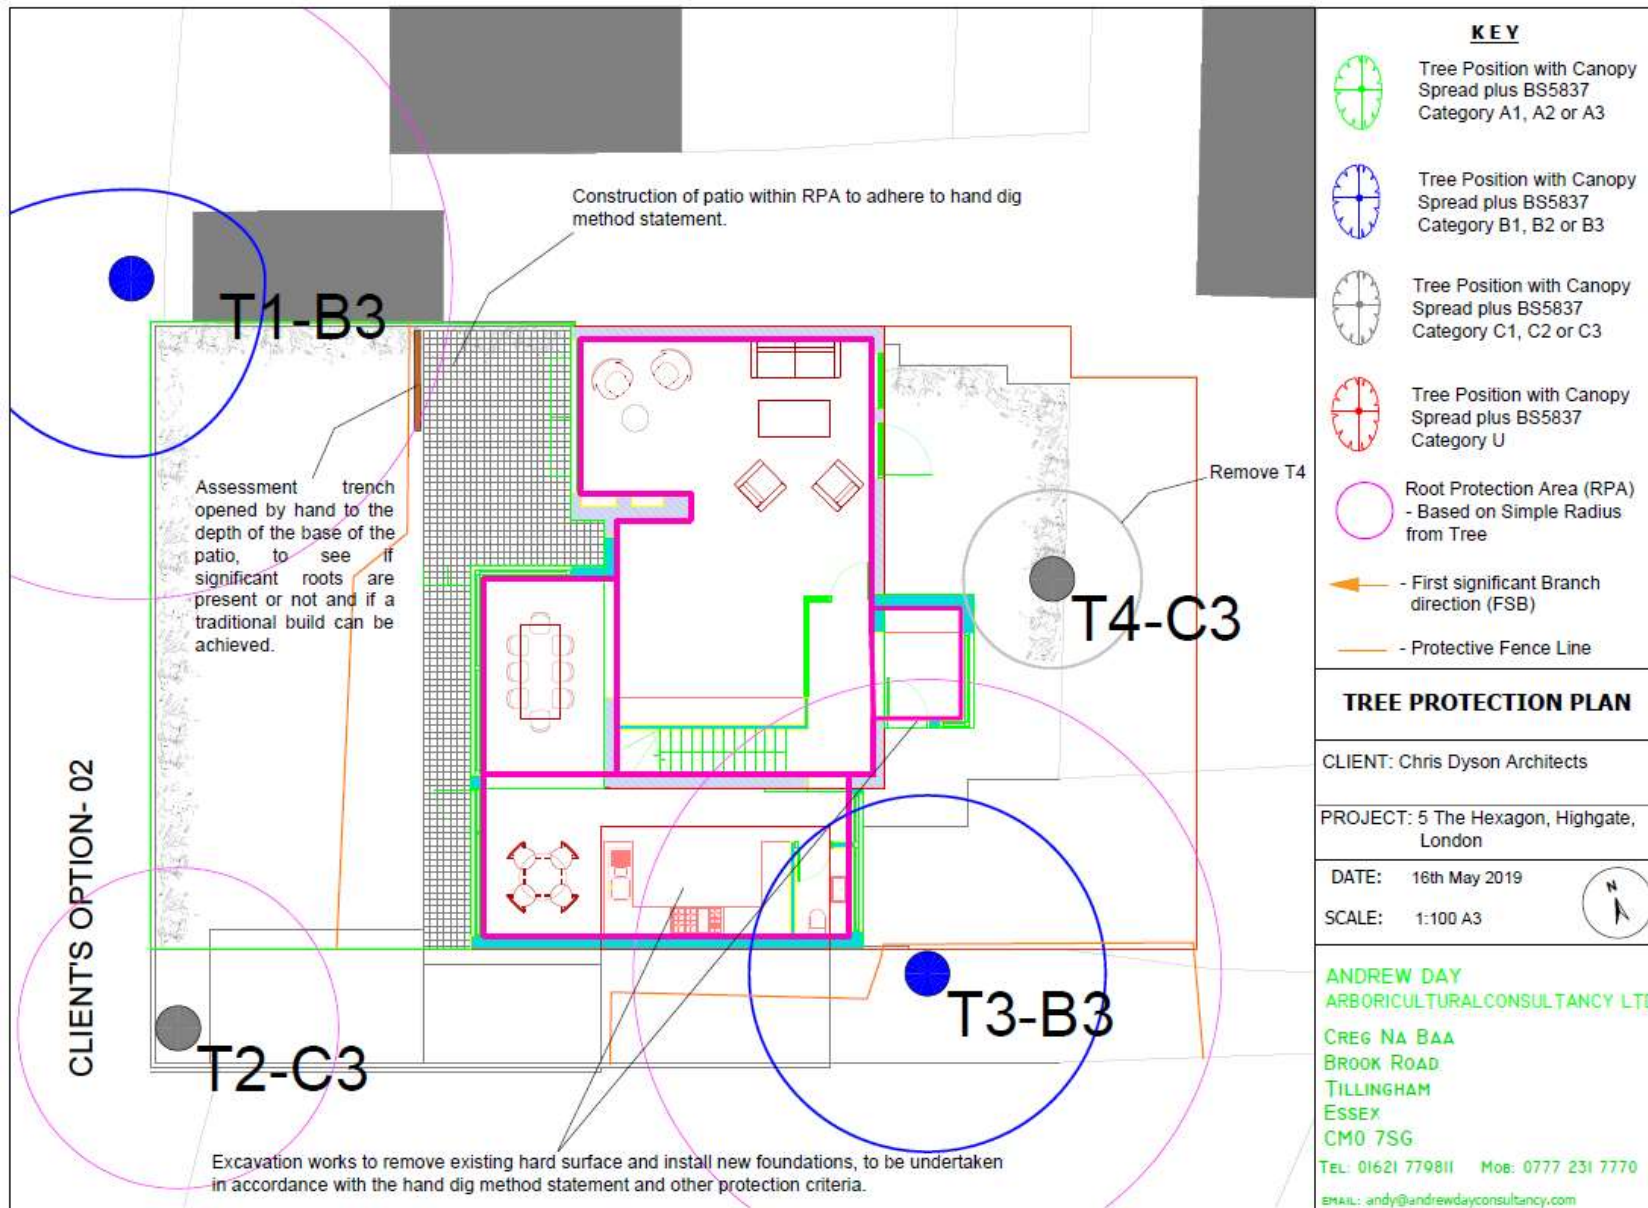 Construction of patio within RPA to adhere to hand dig
method statement.
T1-B3
Assessment trench
opened by hand to the
depth of the base of the
patio, to see if
significant roots are
present or not and if a
traditional build can be
achieved.
Remove T4
T4-C3
CLIENT'S OPTION- 02
T2-C3
T3-B3
Excavation works to remove existing hard surface and install new foundations, to be undertaken
in accordance with the hand dig method statement and other protection criteria.
KEY
Tree Position with Canopy
Spread plus BS5837
Category A1, A2 or A3
Tree Position with Canopy
Spread plus BS5837
Category B1, B2 or B3
Tree Position with Canopy
Spread plus BS5837
Category C1, C2 or C3
Tree Position with Canopy
Spread plus BS5837
Category U
Root Protection Area (RPA)
- Based on Simple Radius
from Tree
- First significant Branch
direction (FSB)
- Protective Fence Line
TREE PROTECTION PLAN
CLIENT: Chris Dyson Architects
PROJECT: 5 The Hexagon, Highgate,
London
DATE: 16th May 2019
SCALE: 1:100 A3
N
ANDREW DAY
ARBORICULTURAL CONSULTANCY LTD
CREG NA BAA
BROOK ROAD
TILLINGHAM
ESSEX
CM0 7SG
TEL: 01621 779811 MOB: 0777 231 7770
EMAIL: andy@andrewdayconsultancy.com